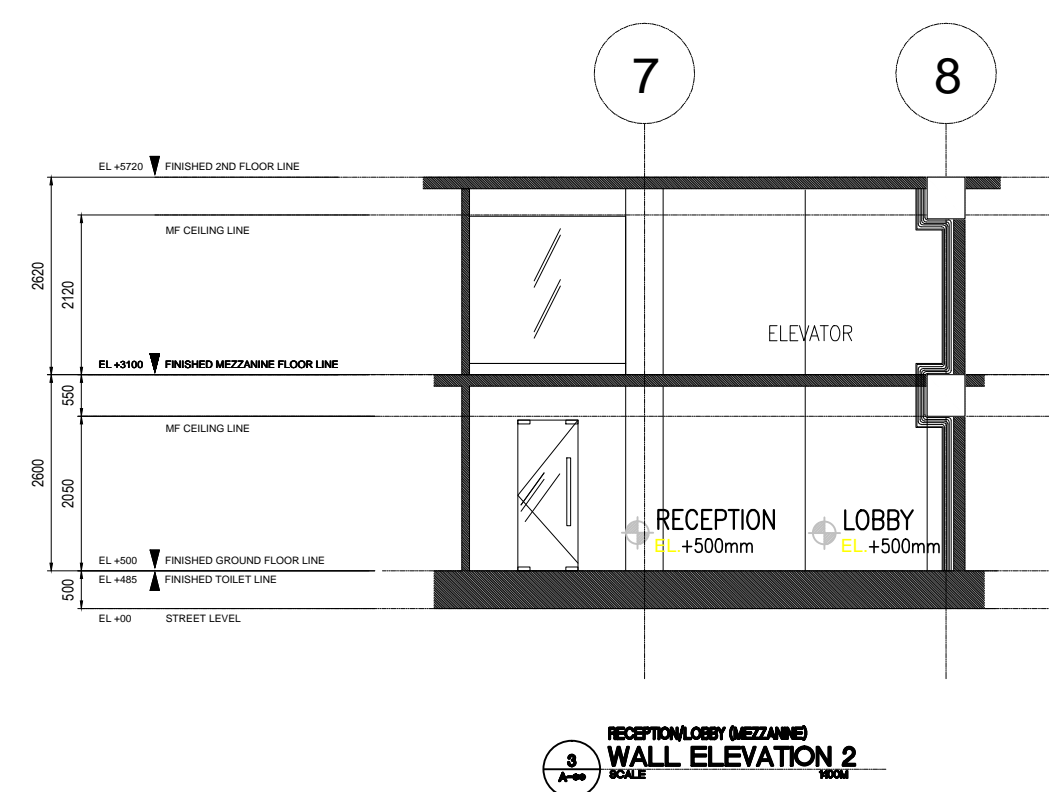 7
8
EL +5720 FINISHED 2ND FLOOR LINE
MF CEILING LINE
2620
2120
ELEVATOR
EL +3100 FINISHED MEZZANINE FLOOR LINE
550
MF CEILING LINE
2600
2050
RECEPTION
EL.+500mm
LOBBY
EL.+500mm
EL +500 FINISHED GROUND FLOOR LINE
EL +485 FINISHED TOILET LINE
500
EL +00 STREET LEVEL
RECEPTION/LOBBY (MEZZANINE)
3
WALL ELEVATION 2
SCALE